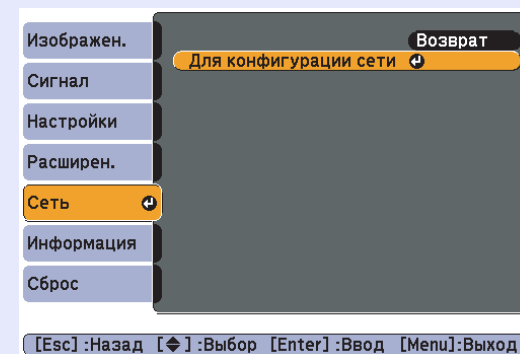 Изображен.
Сигнал
Настройки
Расширен.
Сеть
Информация
Сброс
Возврат
Для конфигурации сети
[Esc] :Назад [◆] :Выбор [Enter] :Ввод [Menu]:Выход